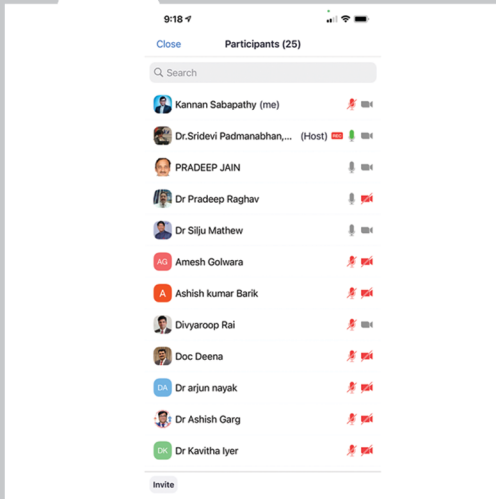 9:18
Close Participants (25)
Search
Kannan Sabapathy (me)
Dr.Sridevi Padmanabhan,... (Host) REC
PRADEEP JAIN
Dr Pradeep Raghav
Dr Silju Mathew
AG Amesh Golwara
A Ashish kumar Barik
Divyaroop Rai
Doc Deena
DA Dr arjun nayak
Dr Ashish Garg
DK Dr Kavitha Iyer
Invite